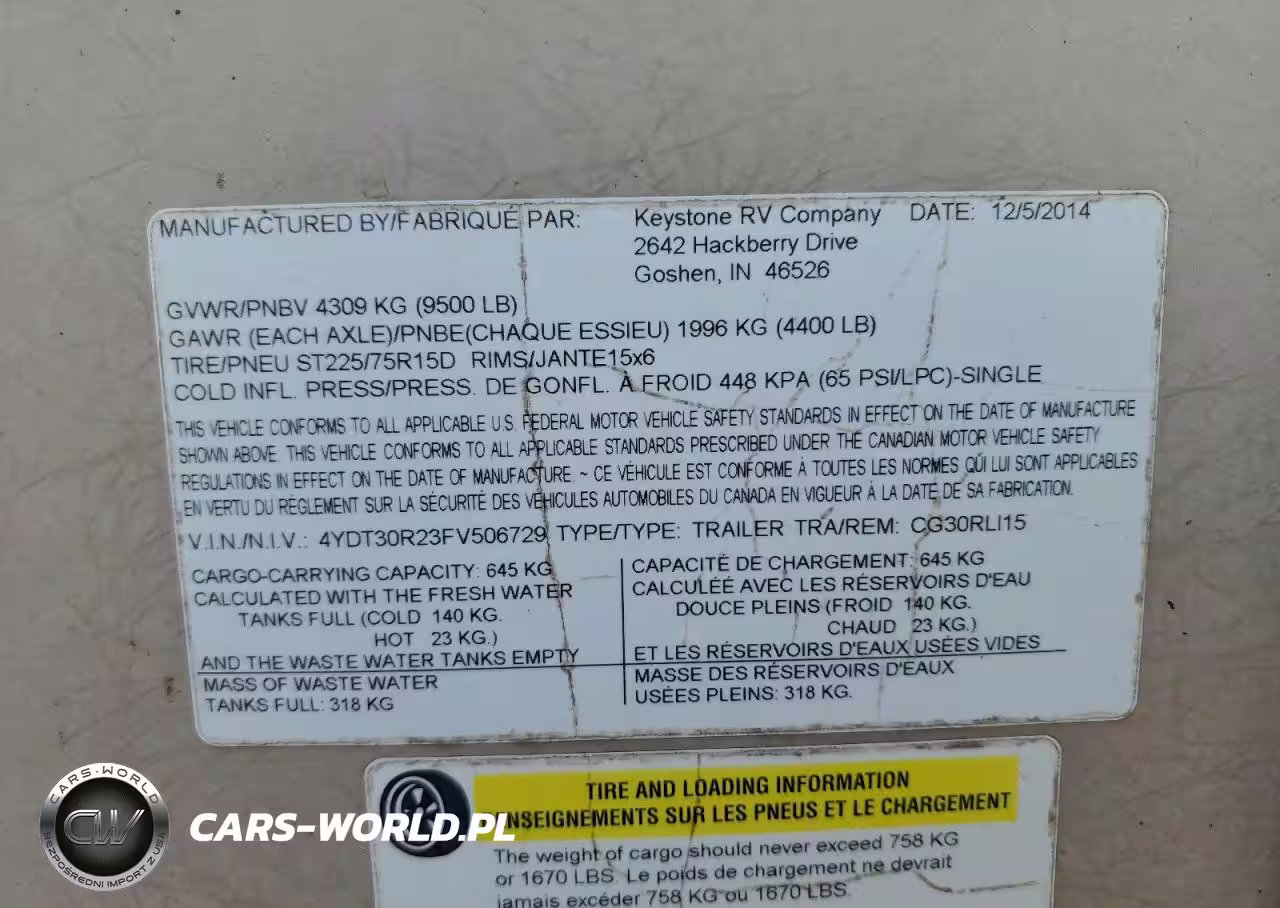 MANUFACTURED BY/FABRIQUÉ PAR: Keystone RV Company DATE: 12/5/2014
2642 Hackberry Drive
Goshen, IN 46526
GVWR/PNBV 4309 KG (9500 LB)
GAWR (EACH AXLE)/PNBE(CHAQUE ESSIEU) 1996 KG (4400 LB)
TIRE/PNEU ST225/75R15D RIMS/JANTE15x6
COLD INFL. PRESS/PRESS. DE GONFL. À FROID 448 KPA (65 PSI/LPC)-SINGLE
THIS VEHICLE CONFORMS TO ALL APPLICABLE U.S. FEDERAL MOTOR VEHICLE SAFETY STANDARDS IN EFFECT ON THE DATE OF MANUFACTURE
SHOWN ABOVE. THIS VEHICLE CONFORMS TO ALL APPLICABLE STANDARDS PRESCRIBED UNDER THE CANADIAN MOTOR VEHICLE SAFETY
REGULATIONS IN EFFECT ON THE DATE OF MANUFACTURE. ~ CE VÉHICULE EST CONFORME À TOUTES LES NORMES QUI LUI SONT APPLICABLES
EN VERTU DU RÈGLEMENT SUR LA SÉCURITÉ DES VÉHICULES AUTOMOBILES DU CANADA EN VIGUEUR À LA DATE DE SA FABRICATION.
V.I.N./N.I.V.: 4YDT30R23FV506729 TYPE/TYPE: TRAILER TRA/REM: CG30RLI15
CARGO-CARRYING CAPACITY: 645 KG
CALCULATED WITH THE FRESH WATER
TANKS FULL (COLD 140 KG.
HOT 23 KG.)
AND THE WASTE WATER TANKS EMPTY
MASS OF WASTE WATER
TANKS FULL: 318 KG
CAPACITÉ DE CHARGEMENT: 645 KG
CALCULÉE AVEC LES RÉSERVOIRS D'EAU
DOUCE PLEINS (FROID 140 KG.
CHAUD 23 KG.)
ET LES RÉSERVOIRS D'EAUX USÉES VIDES
MASSE DES RÉSERVOIRS D'EAUX
USÉES PLEINS: 318 KG.
TIRE AND LOADING INFORMATION
ENSEIGNEMENTS SUR LES PNEUS ET LE CHARGEMENT
The weight of cargo should never exceed 758 KG
or 1670 LBS. Le poids de chargement ne devrait
jamais excéder 758 KG ou 1670 LBS.
CARS-WORLD
CW
BEZPOŚREDNI IMPORT Z USA
CARS-WORLD.PL